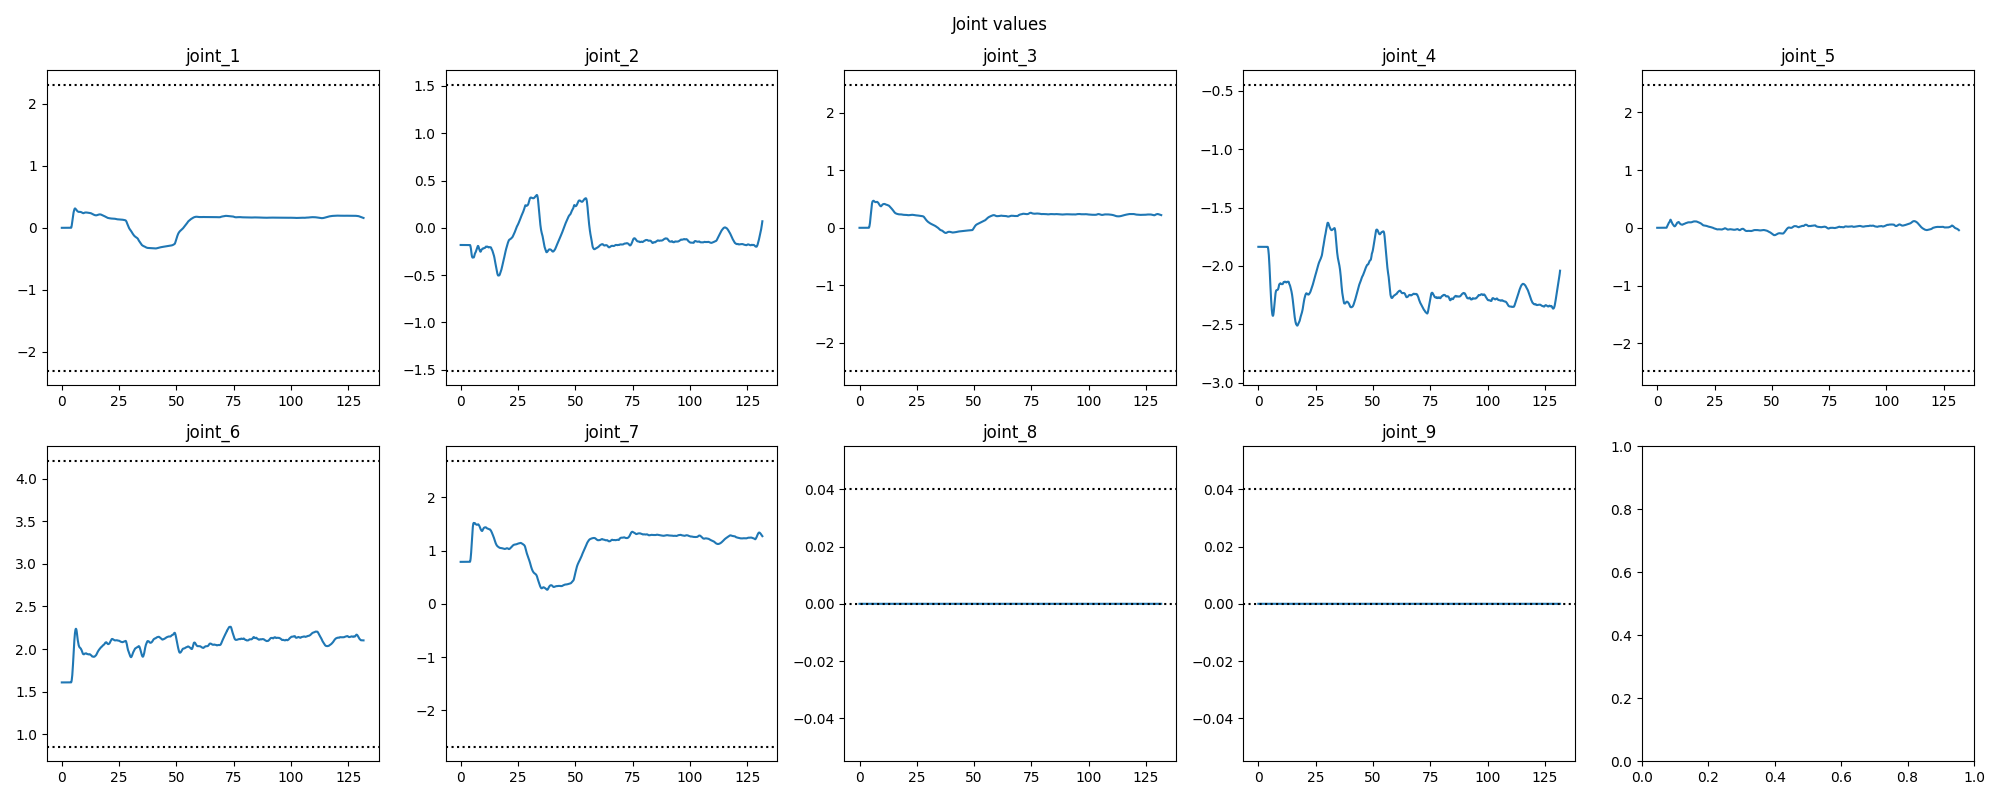 Joint values
joint_1
joint_2
joint_3
joint_4
joint_5
2
1
0
−1
−2
1.5
1.0
0.5
0.0
−0.5
−1.0
−1.5
2
1
0
−1
−2
−0.5
−1.0
−1.5
−2.0
−2.5
−3.0
2
1
0
−1
−2
0 25 50 75 100 125
0 25 50 75 100 125
0 25 50 75 100 125
0 25 50 75 100 125
0 25 50 75 100 125
joint_6
joint_7
joint_8
joint_9
4.0
3.5
3.0
2.5
2.0
1.5
1.0
2
1
0
−1
−2
0.04
0.02
0.00
−0.02
−0.04
0.04
0.02
0.00
−0.02
−0.04
1.0
0.8
0.6
0.4
0.2
0.0
0 25 50 75 100 125
0 25 50 75 100 125
0 25 50 75 100 125
0 25 50 75 100 125
0.0 0.2 0.4 0.6 0.8 1.0